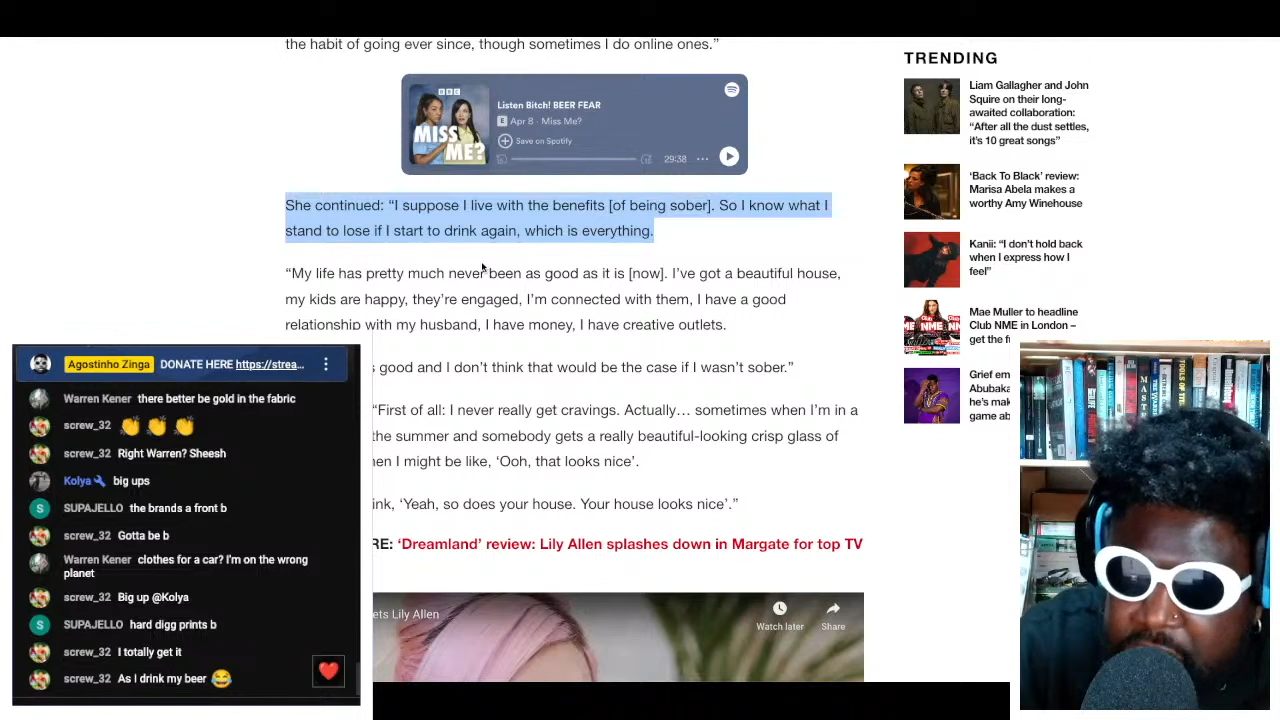 the habit of going ever since, though sometimes I do online ones.”
BBC
MISS
ME?
Listen Bitch! BEER FEAR
E Apr 8 · Miss Me?
Save on Spotify
29:38
She continued: “I suppose I live with the benefits [of being sober]. So I know what I
stand to lose if I start to drink again, which is everything.
“My life has pretty much never been as good as it is [now]. I’ve got a beautiful house,
my kids are happy, they’re engaged, I’m connected with them, I have a good
relationship with my husband, I have money, I have creative outlets.
s good and I don’t think that would be the case if I wasn’t sober.”
“First of all: I never really get cravings. Actually… sometimes when I’m in a
the summer and somebody gets a really beautiful-looking crisp glass of
en I might be like, ‘Ooh, that looks nice’.
ink, ‘Yeah, so does your house. Your house looks nice’.”
RE: ‘Dreamland’ review: Lily Allen splashes down in Margate for top TV
ets Lily Allen
Watch later
Share
TRENDING
Liam Gallagher and John
Squire on their long-
awaited collaboration:
“After all the dust settles,
it’s 10 great songs”
‘Back To Black’ review:
Marisa Abela makes a
worthy Amy Winehouse
Kanii: “I don’t hold back
when I express how I
feel”
Mae Muller to headline
Club NME in London –
get the f
NME
Grief em
Abubaka
he’s mak
game ab
Agostinho Zinga DONATE HERE https://strea...
Warren Kener there better be gold in the fabric
screw_32 👏 👏 👏
screw_32 Right Warren? Sheesh
Kolya big ups
S SUPAJELLO the brands a front b
screw_32 Gotta be b
Warren Kener clothes for a car? I'm on the wrong
planet
screw_32 Big up @Kolya
S SUPAJELLO hard digg prints b
screw_32 I totally get it
screw_32 As I drink my beer 😂